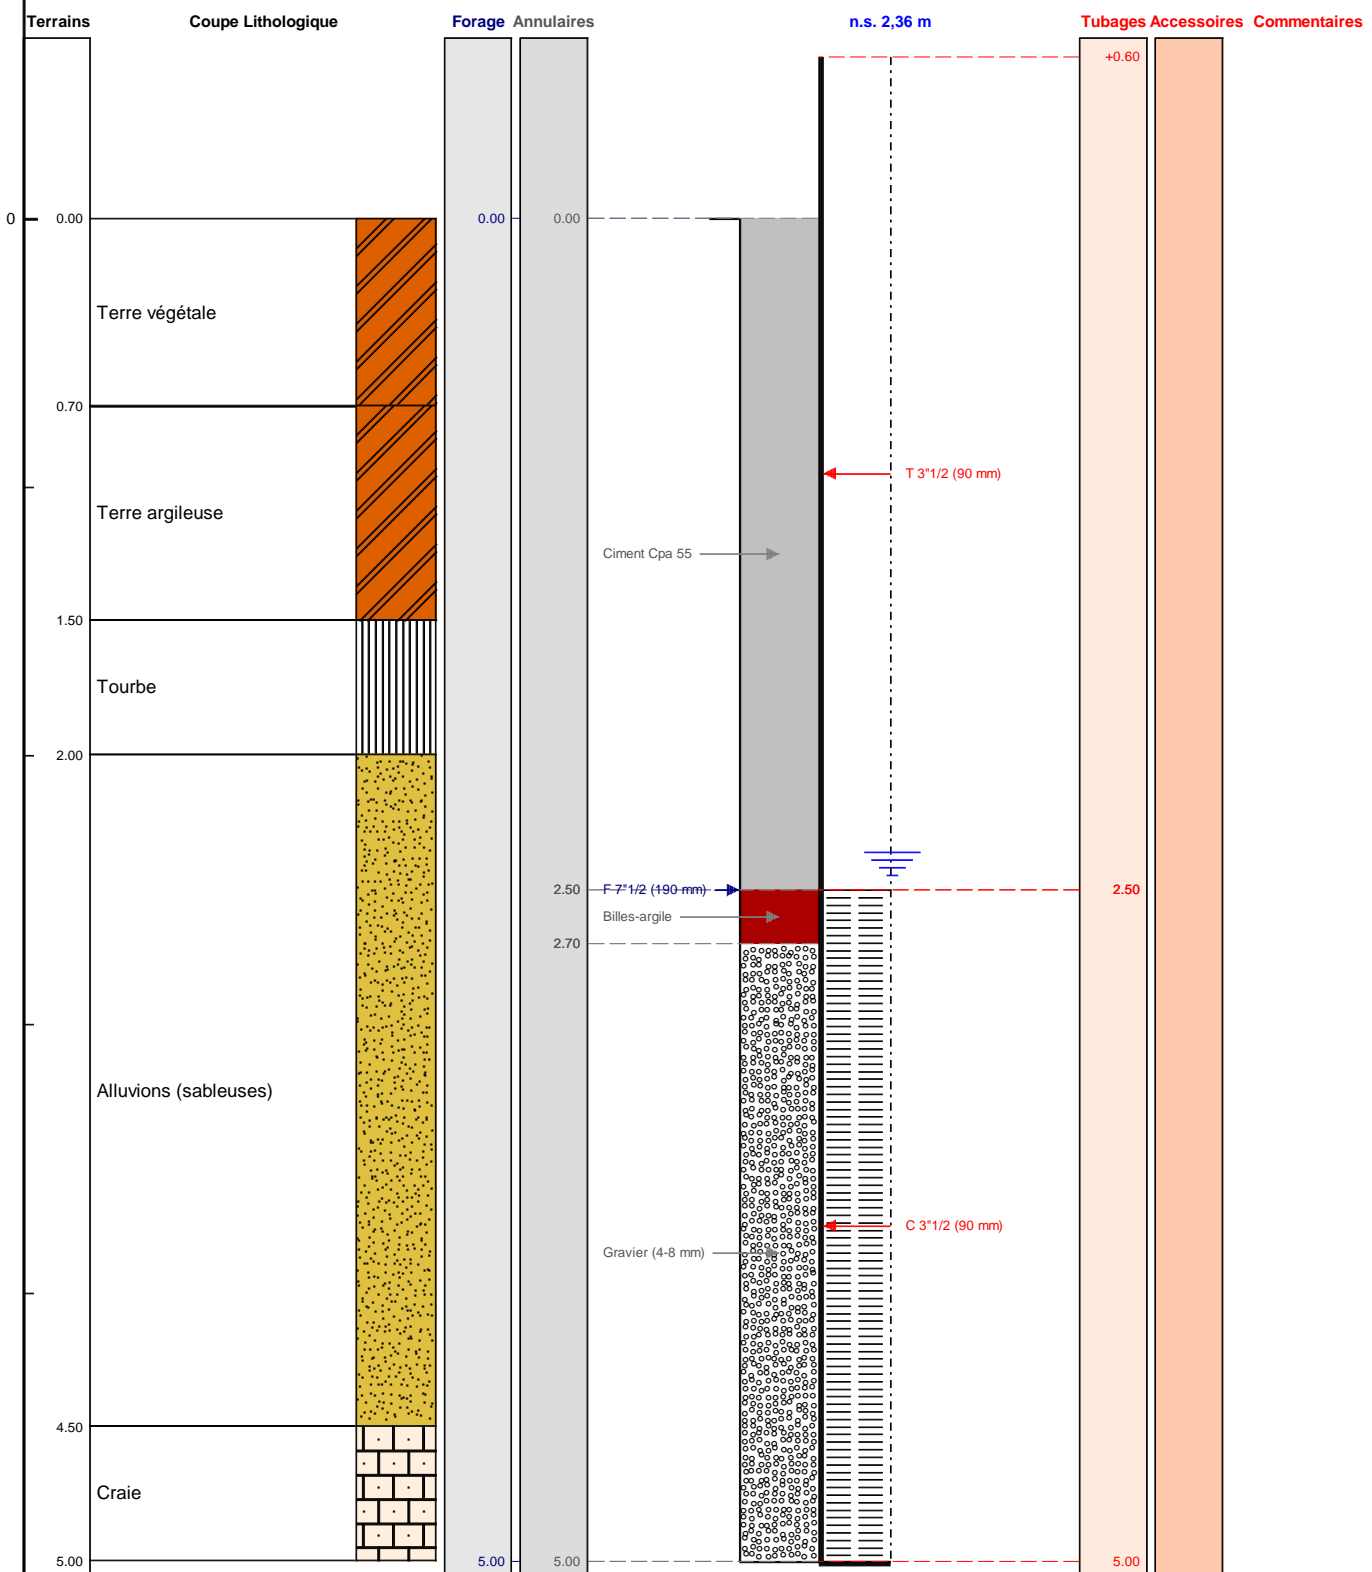 Terrains Coupe Lithologique Forage Annulaires n.s. 2,36 m Tubages Accessoires Commentaires
+0.60
0 0.00 0.00 0.00
Terre végétale
0.70
T 3"1/2 (90 mm)
Terre argileuse
Ciment Cpa 55
1.50
Tourbe
2.00
2.50 F 7"1/2 (190 mm) 2.50
Billes-argile
2.70
Alluvions (sableuses)
C 3"1/2 (90 mm)
Gravier (4-8 mm)
4.50
Craie
5.00 5.00 5.00 5.00